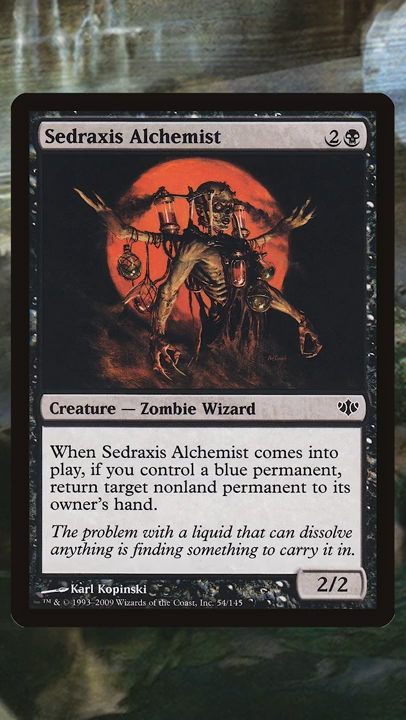 Sedraxis Alchemist 2
Creature — Zombie Wizard
When Sedraxis Alchemist comes into
play, if you control a blue permanent,
return target nonland permanent to its
owner's hand.
The problem with a liquid that can dissolve
anything is finding something to carry it in.
2/2
Karl Kopinski
™ & © 1993–2009 Wizards of the Coast, Inc. 54/145